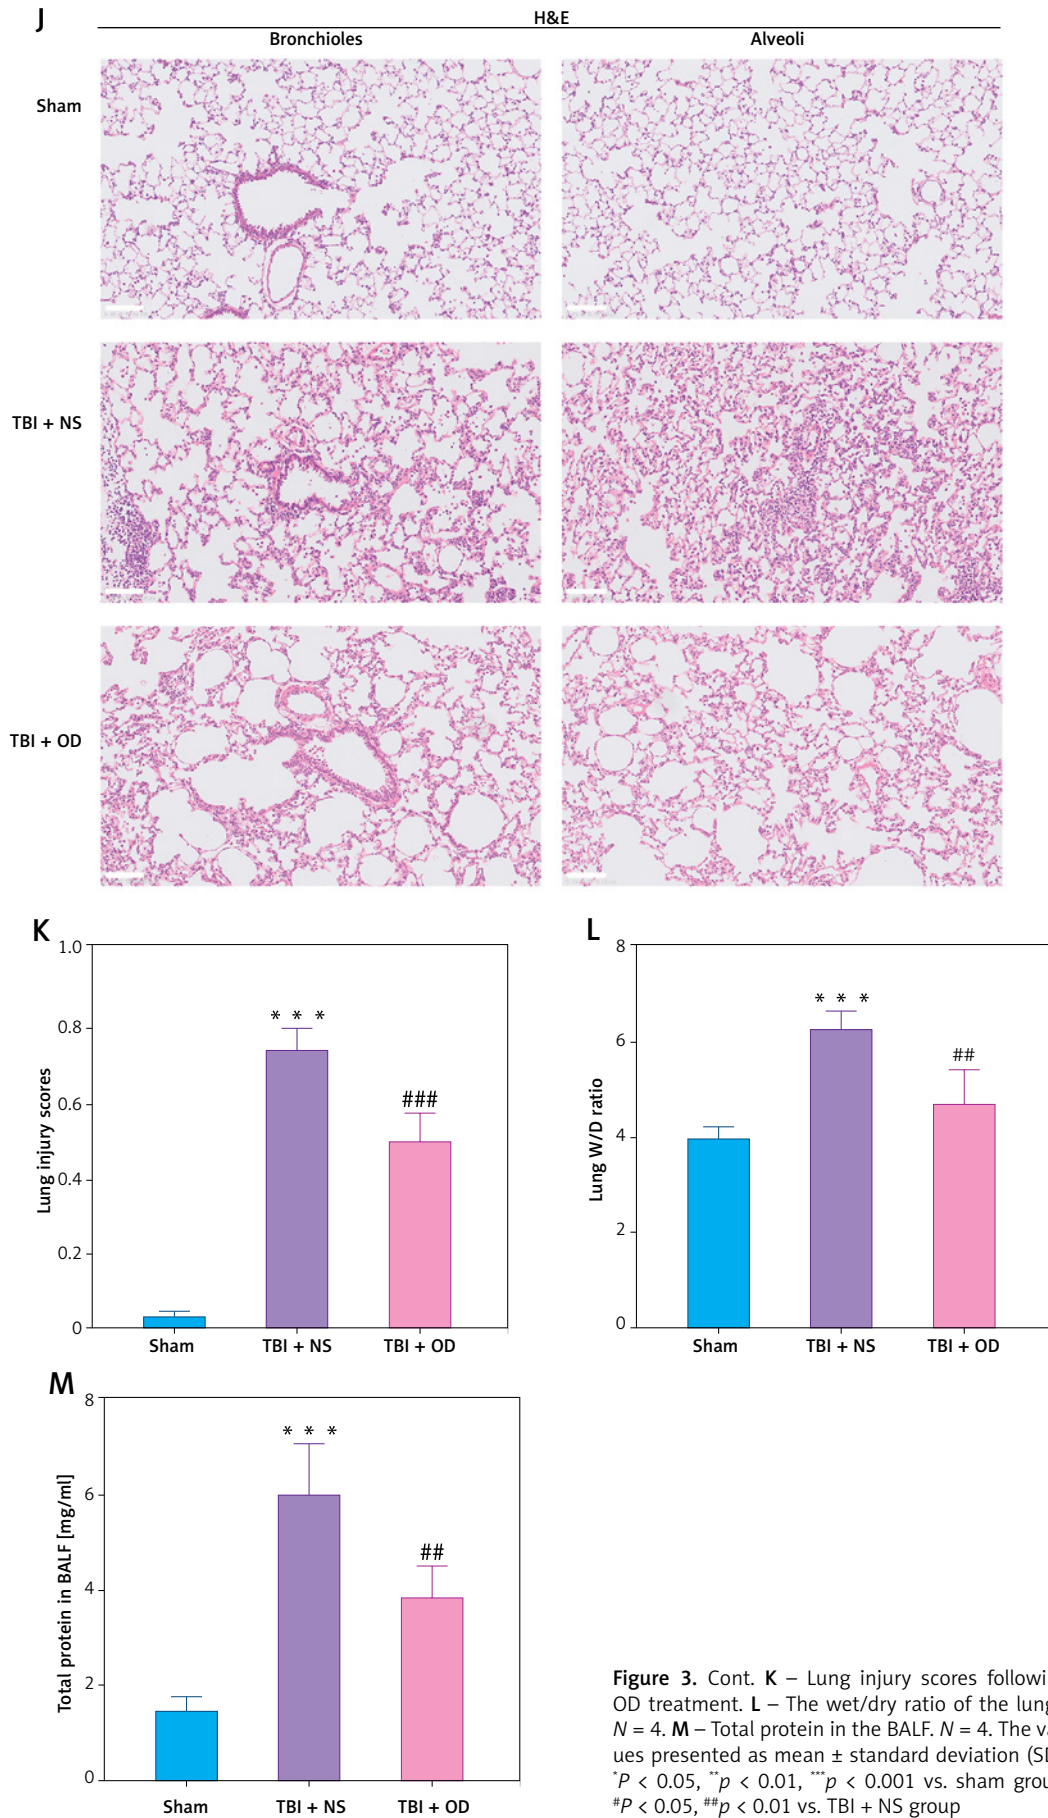 J
H&E
Bronchioles Alveoli
Sham
TBI + NS
TBI + OD
K
1.0
0.8
0.6
0.4
0.2
0
Lung injury scores
* * *
###
Sham TBI + NS TBI + OD
L
8
6
4
2
0
Lung W/D ratio
* * *
##
Sham TBI + NS TBI + OD
M
8
6
4
2
0
Total protein in BALF [mg/ml]
* * *
##
Sham TBI + NS TBI + OD
Figure 3. Cont. K – Lung injury scores followi
OD treatment. L – The wet/dry ratio of the lung
N = 4. M – Total protein in the BALF. N = 4. The va
ues presented as mean ± standard deviation (SD
*P < 0.05, **p < 0.01, ***p < 0.001 vs. sham grou
#P < 0.05, ##p < 0.01 vs. TBI + NS group